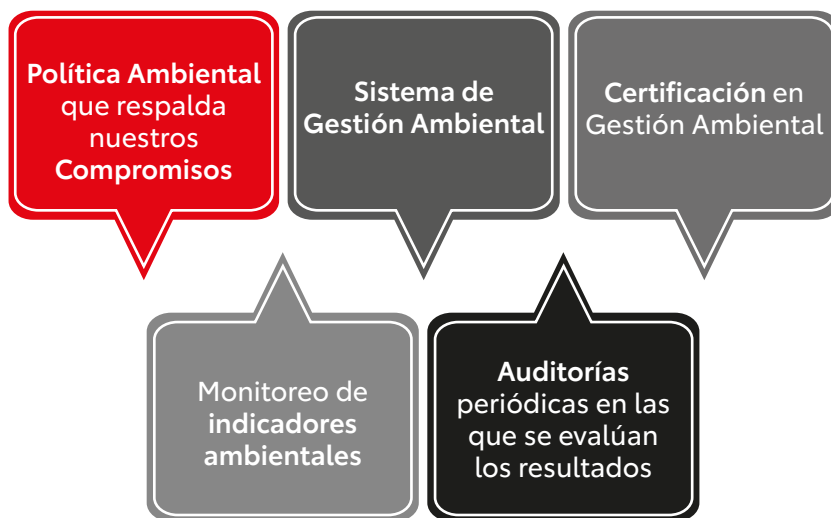 Política Ambiental
que respalda
nuestros
Compromisos
Sistema de
Gestión Ambiental
Certificación en
Gestión Ambiental
Monitoreo de
indicadores
ambientales
Auditorías
periódicas en las
que se evalúan
los resultados